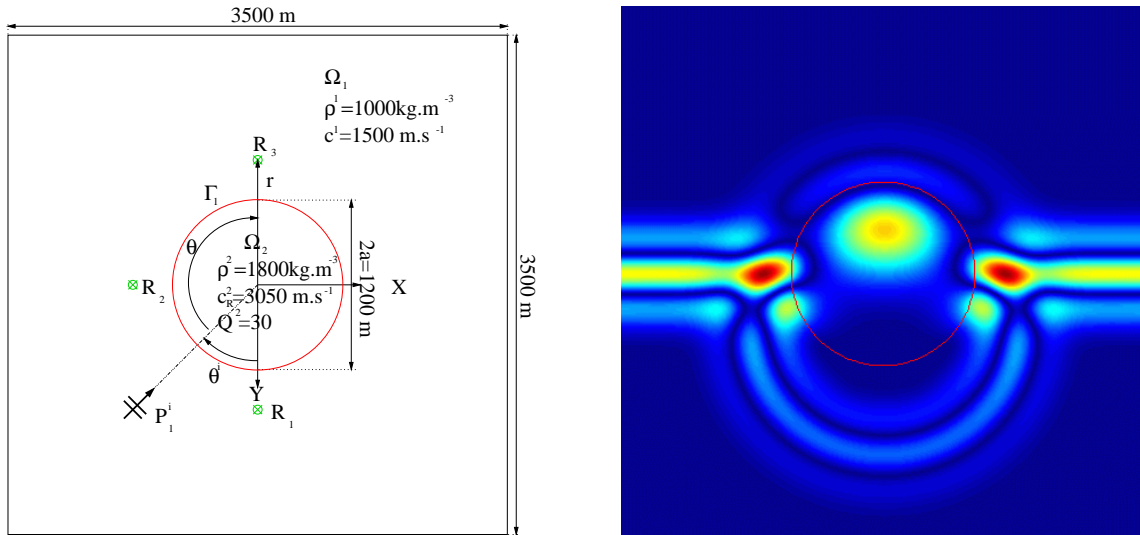 3500 m
Ω₁
ρ¹=1000kg.m⁻³
c¹=1500 m.s⁻¹
R₃
r
Γ₁
θ
Ω₂
ρ²=1800kg.m⁻³
R₂
c²_R=3050 m.s⁻¹
X
Q²=30
2a=1200 m
3500 m
θⁱ
Y
P₁ⁱ
R₁